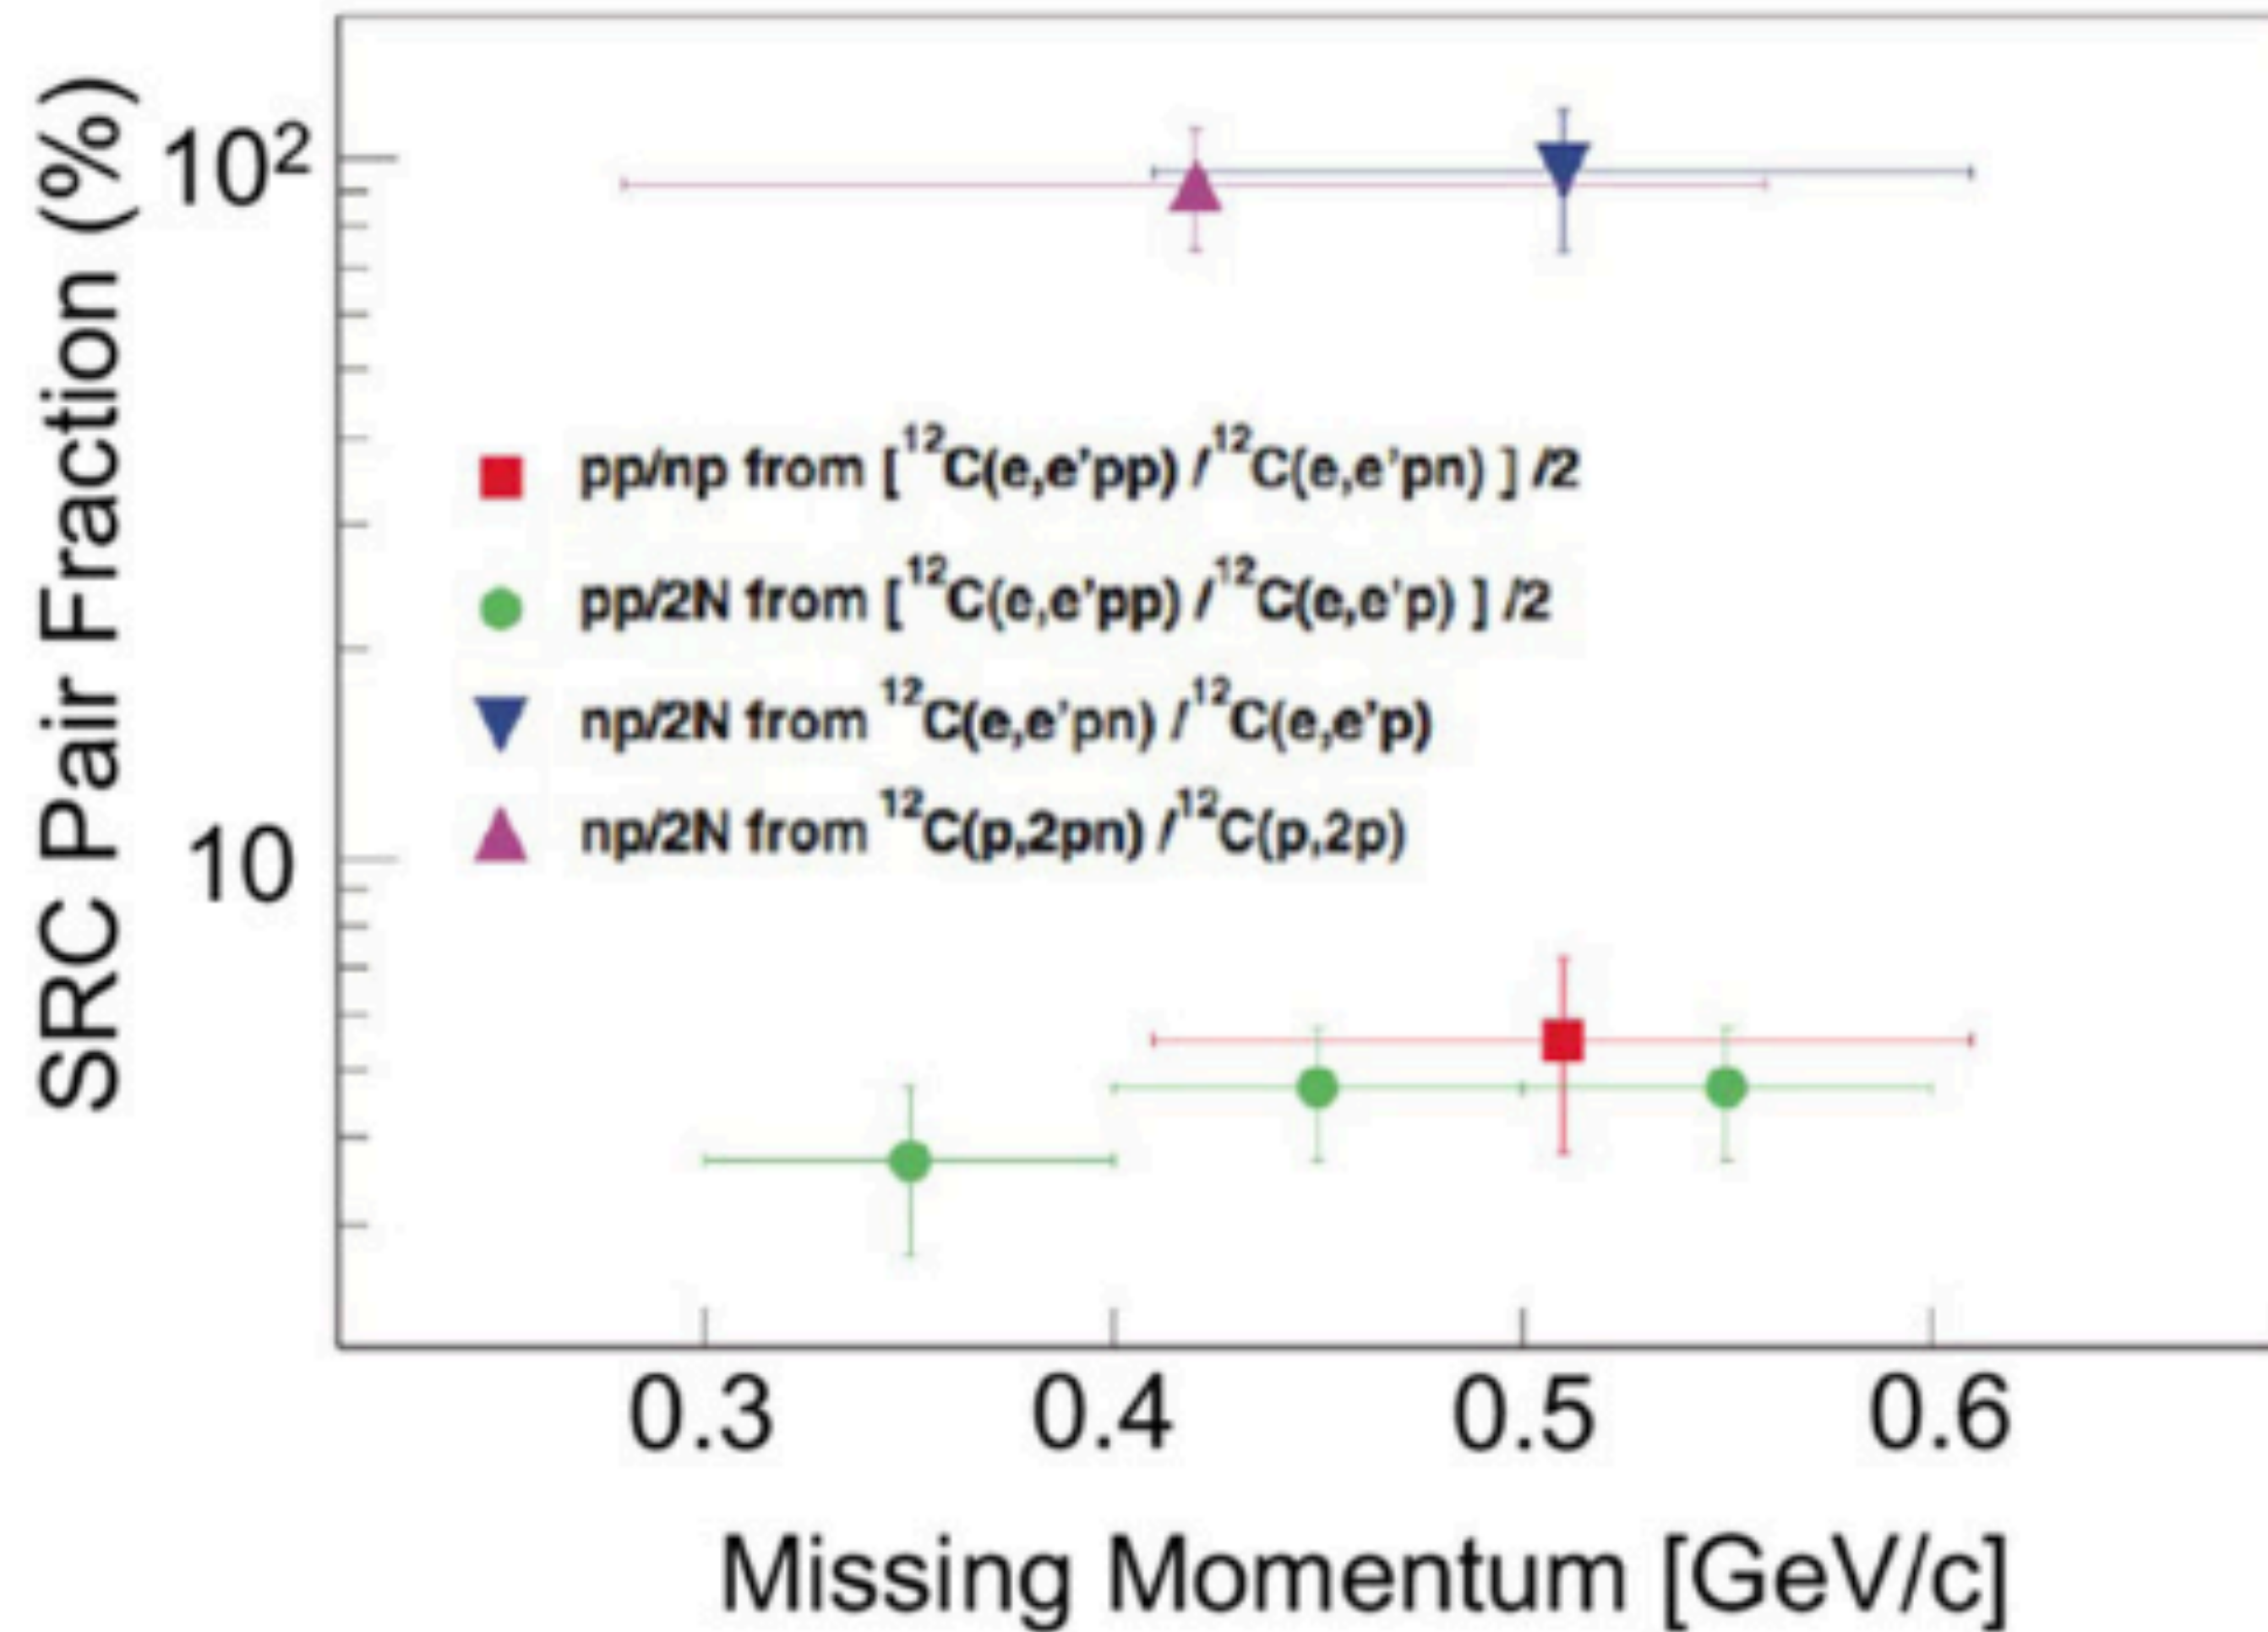 SRC Pair Fraction (%)
10²
10
pp/np from [¹²C(e,e'pp) /¹²C(e,e'pn) ] /2
pp/2N from [¹²C(e,e'pp) /¹²C(e,e'p) ] /2
np/2N from ¹²C(e,e'pn) /¹²C(e,e'p)
np/2N from ¹²C(p,2pn) /¹²C(p,2p)
0.3 0.4 0.5 0.6
Missing Momentum [GeV/c]